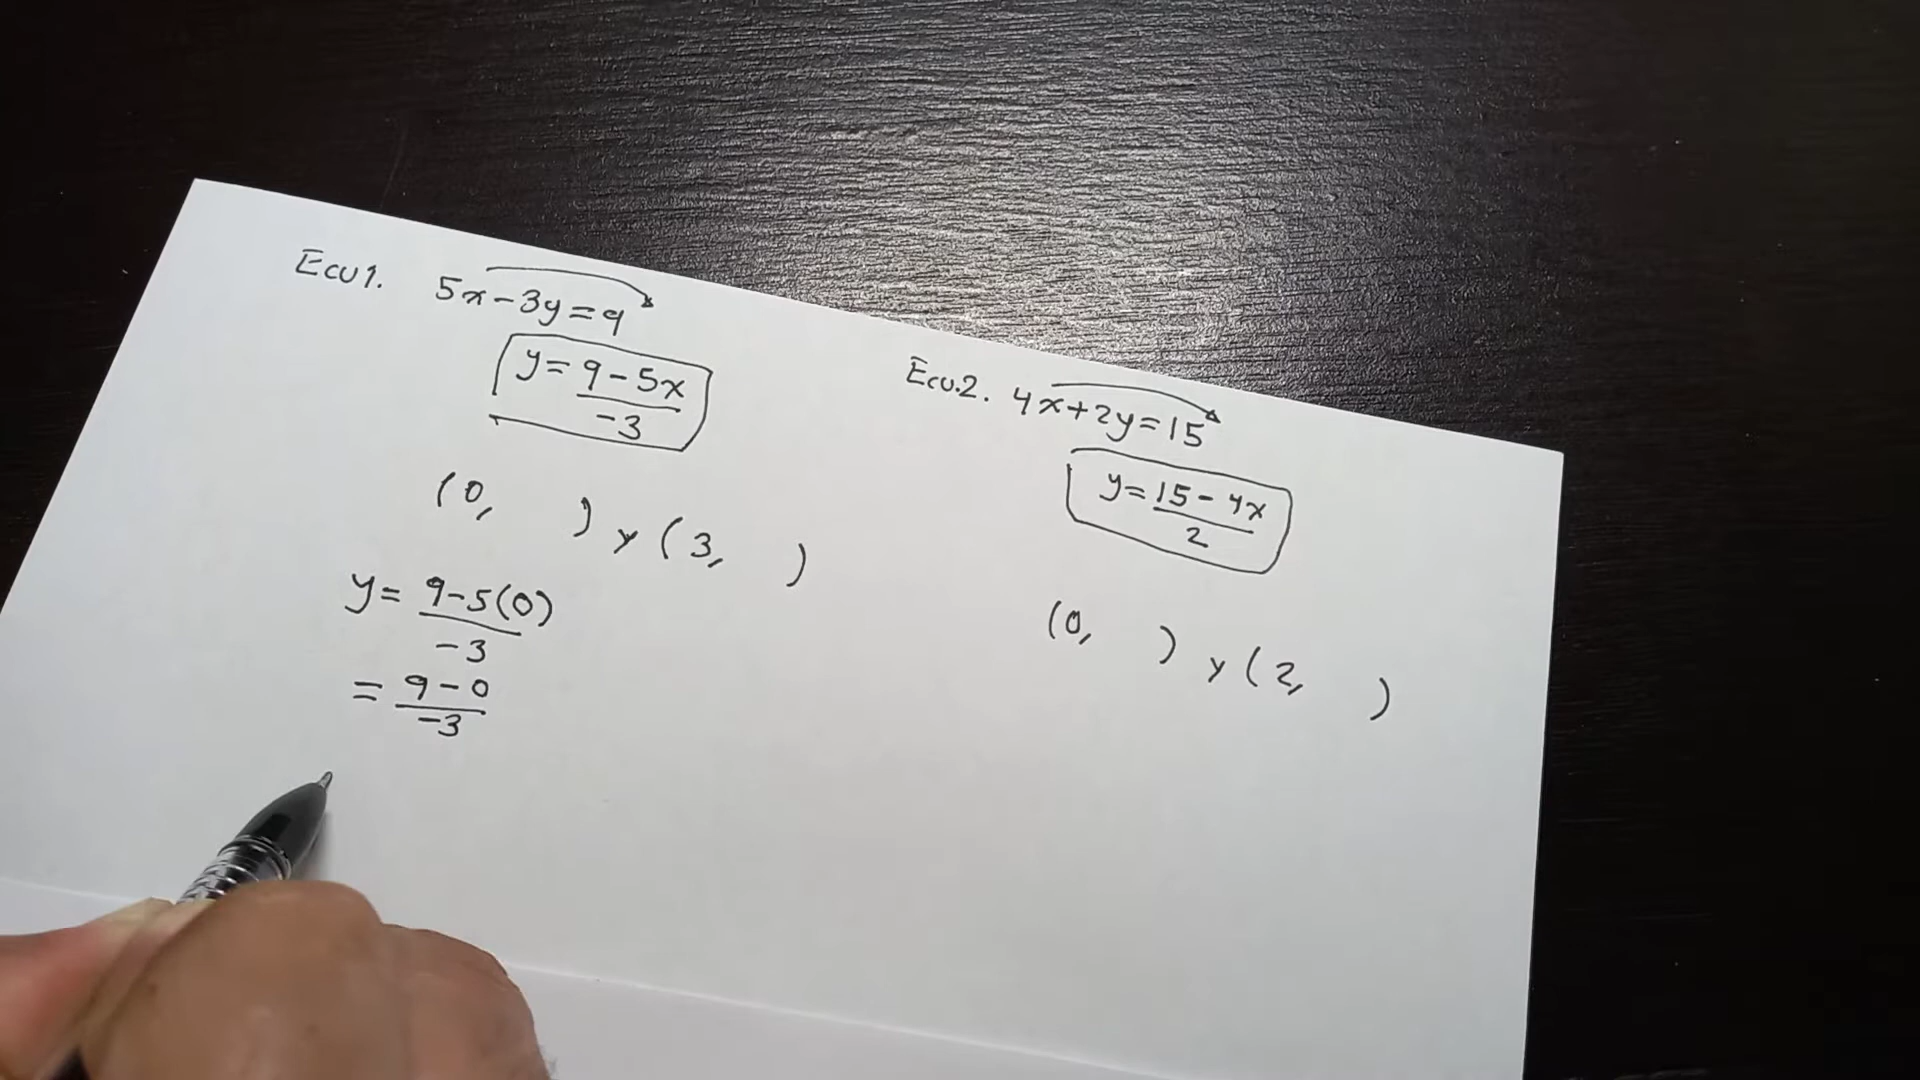 Ecu1. 5x-3y=9
y= 9-5x
-3
(0, ) y (3, )
y= 9-5(0)
-3
= 9-0
-3
Ecu.2. 4x+2y=15
y= 15-4x
2
(0, ) y (2, )